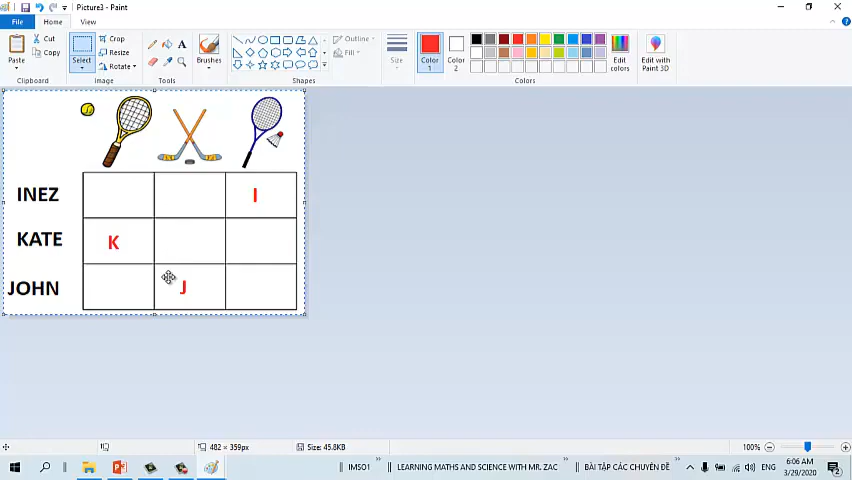 Picture3 - Paint
File Home View
Paste
Cut
Copy
Clipboard
Select
Crop
Resize
Rotate
Image
A
Tools
Brushes
Outline
Fill
Shapes
Size
Color 1
Color 2
Edit colors
Colors
Edit with Paint 3D
INEZ I
KATE K
JOHN J
482 × 359px
Size: 45.8KB
100%
IMSO1
LEARNING MATHS AND SCIENCE WITH MR. ZAC
BÀI TẬP CÁC CHUYÊN ĐỀ
ENG
6:06 AM
3/29/2020
2